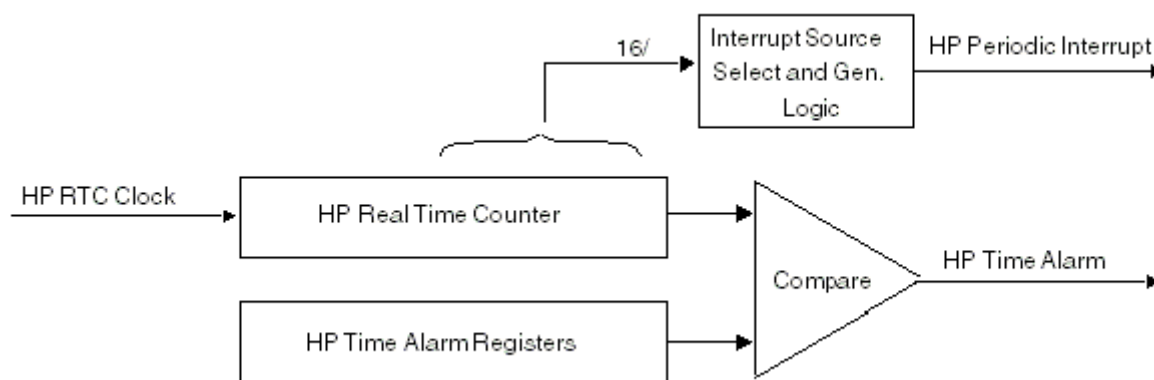 16/
Interrupt Source
Select and Gen.
Logic
HP Periodic Interrupt
HP RTC Clock
HP Real Time Counter
Compare
HP Time Alarm
HP Time Alarm Registers